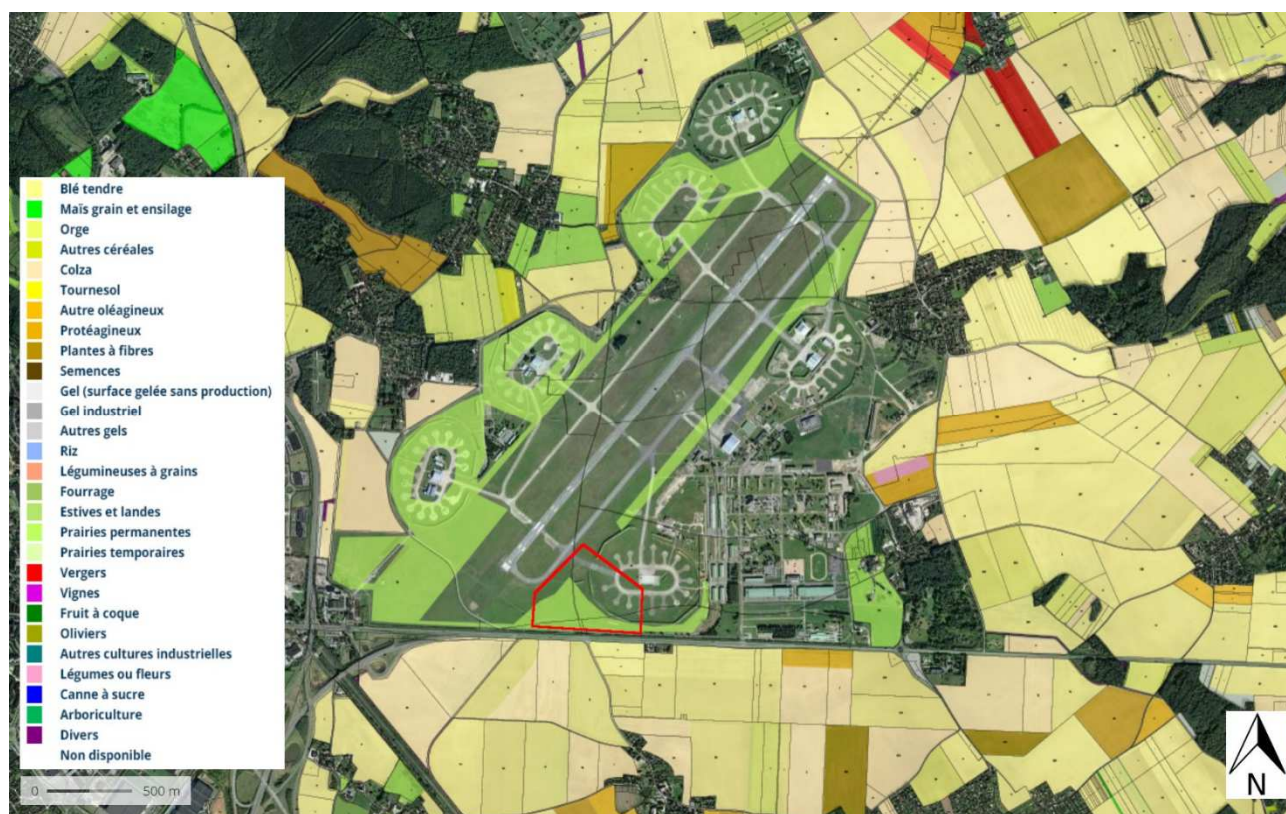 Blé tendre
Maïs grain et ensilage
Orge
Autres céréales
Colza
Tournesol
Autre oléagineux
Protéagineux
Plantes à fibres
Semences
Gel (surface gelée sans production)
Gel industriel
Autres gels
Riz
Légumineuses à grains
Fourrage
Estives et landes
Prairies permanentes
Prairies temporaires
Vergers
Vignes
Fruit à coque
Oliviers
Autres cultures industrielles
Légumes ou fleurs
Canne à sucre
Arboriculture
Divers
Non disponible
0 500 m
N